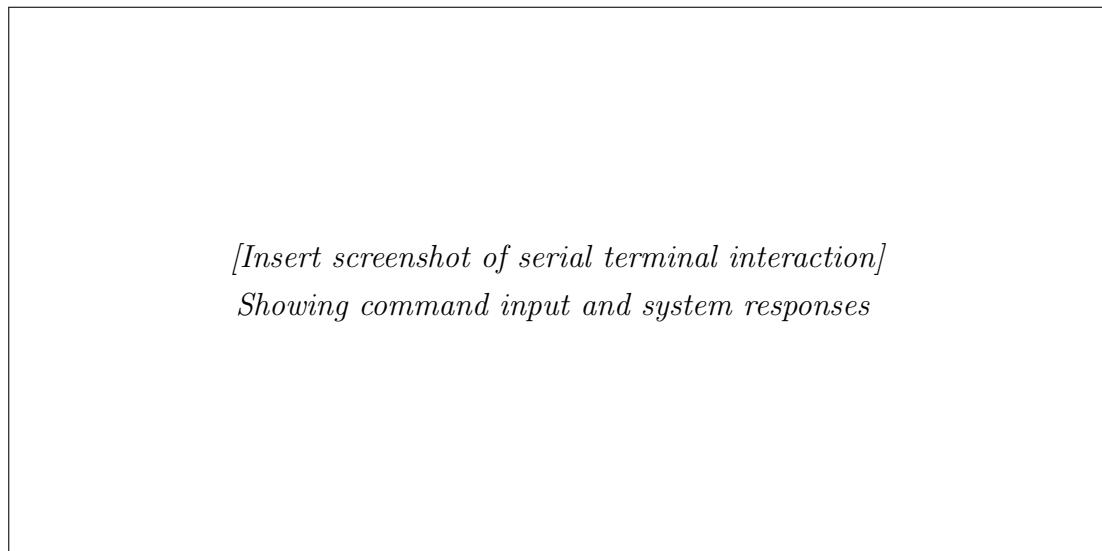 [Insert screenshot of serial terminal interaction]
Showing command input and system responses